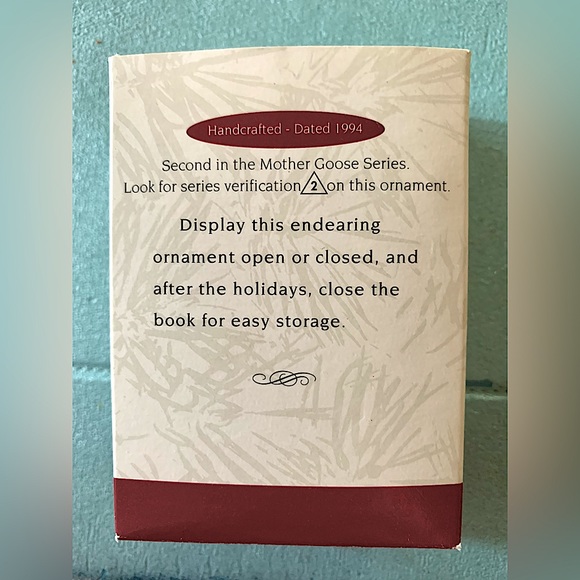 Handcrafted - Dated 1994
Second in the Mother Goose Series.
Look for series verification 2 on this ornament.
Display this endearing
ornament open or closed, and
after the holidays, close the
book for easy storage.